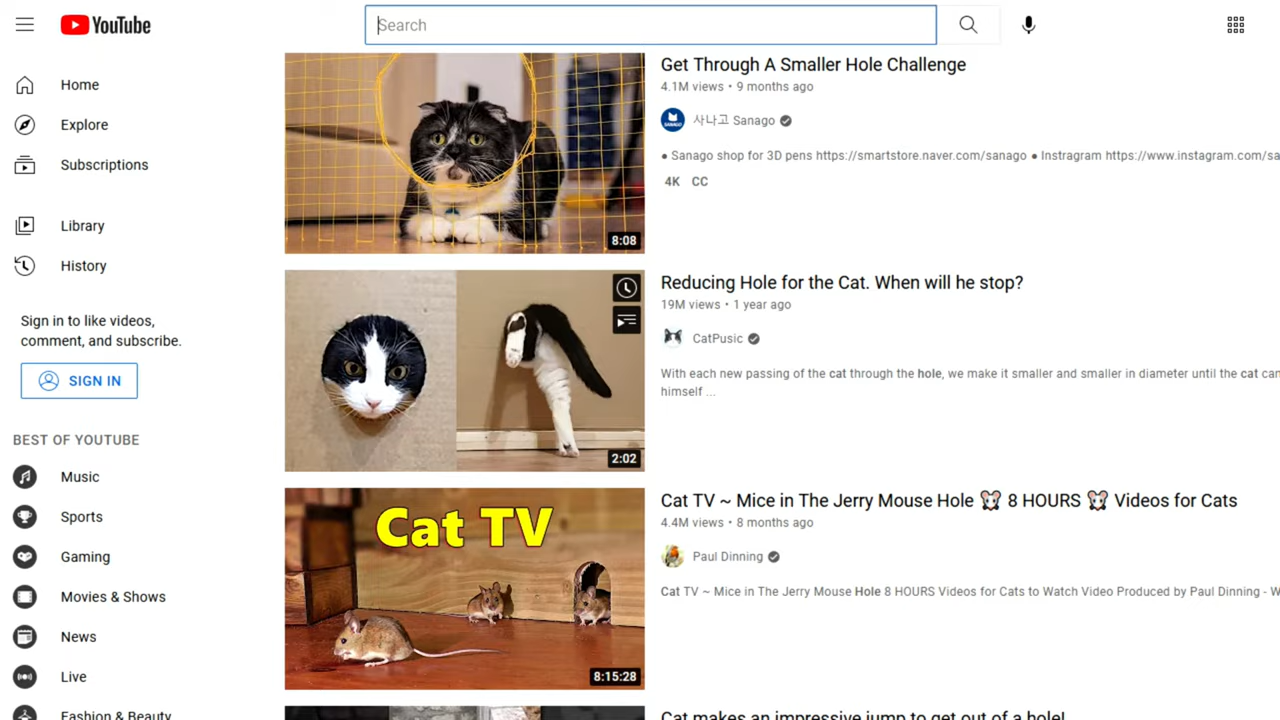 YouTube
Search
Home
Explore
Subscriptions
Library
History
Sign in to like videos,
comment, and subscribe.
SIGN IN
BEST OF YOUTUBE
Music
Sports
Gaming
Movies & Shows
News
Live
Fashion & Beauty
8:08
Get Through A Smaller Hole Challenge
4.1M views • 9 months ago
사나고 Sanago
● Sanago shop for 3D pens https://smartstore.naver.com/sanago ● Instragram https://www.instagram.com/sa
4K CC
2:02
Reducing Hole for the Cat. When will he stop?
19M views • 1 year ago
CatPusic
With each new passing of the cat through the hole, we make it smaller and smaller in diameter until the cat can
himself ...
Cat TV
8:15:28
Cat TV ~ Mice in The Jerry Mouse Hole 🐭 8 HOURS 🐭 Videos for Cats
4.4M views • 8 months ago
Paul Dinning
Cat TV ~ Mice in The Jerry Mouse Hole 8 HOURS Videos for Cats to Watch Video Produced by Paul Dinning - W
Cat makes an impressive jump to get out of a hole!